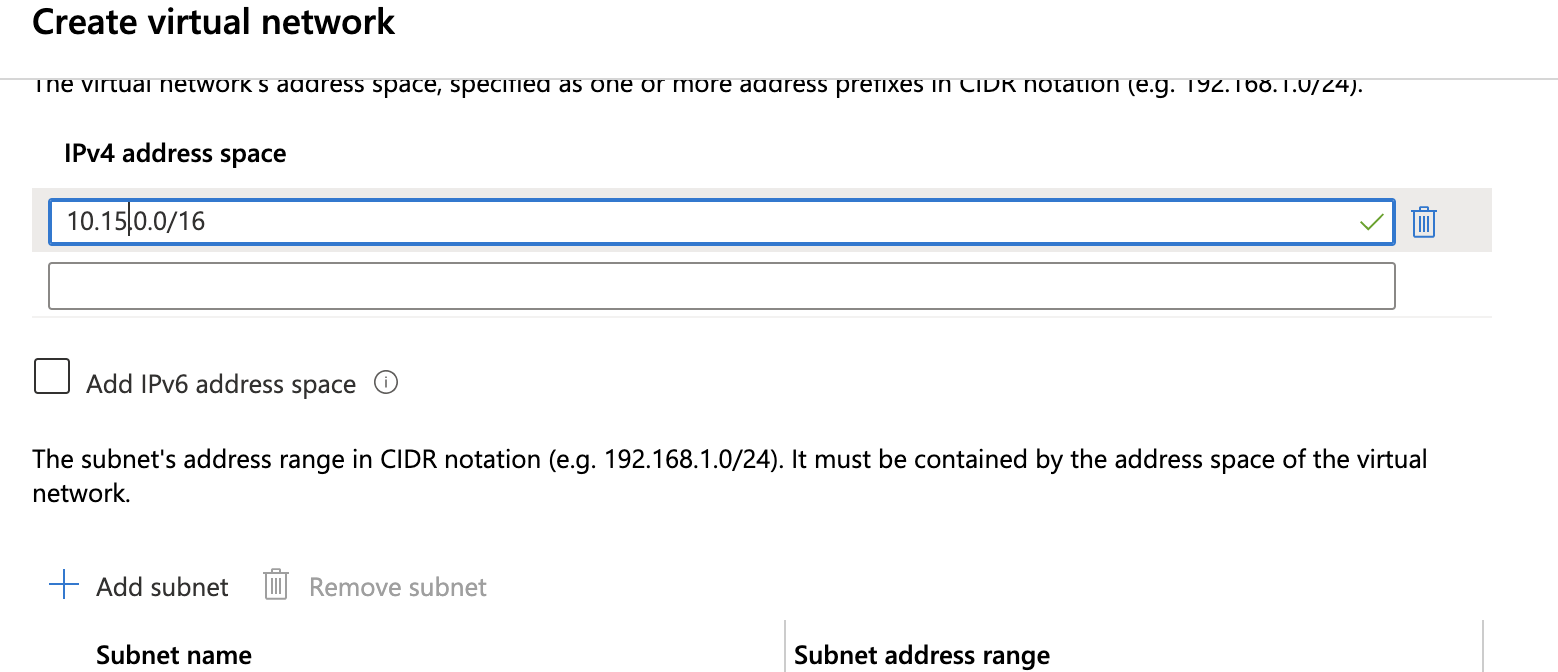 Create virtual network
The virtual network's address space, specified as one or more address prefixes in CIDR notation (e.g. 192.168.1.0/24).
IPv4 address space
10.15.0.0/16
Add IPv6 address space
The subnet's address range in CIDR notation (e.g. 192.168.1.0/24). It must be contained by the address space of the virtual
network.
Add subnet Remove subnet
Subnet name Subnet address range